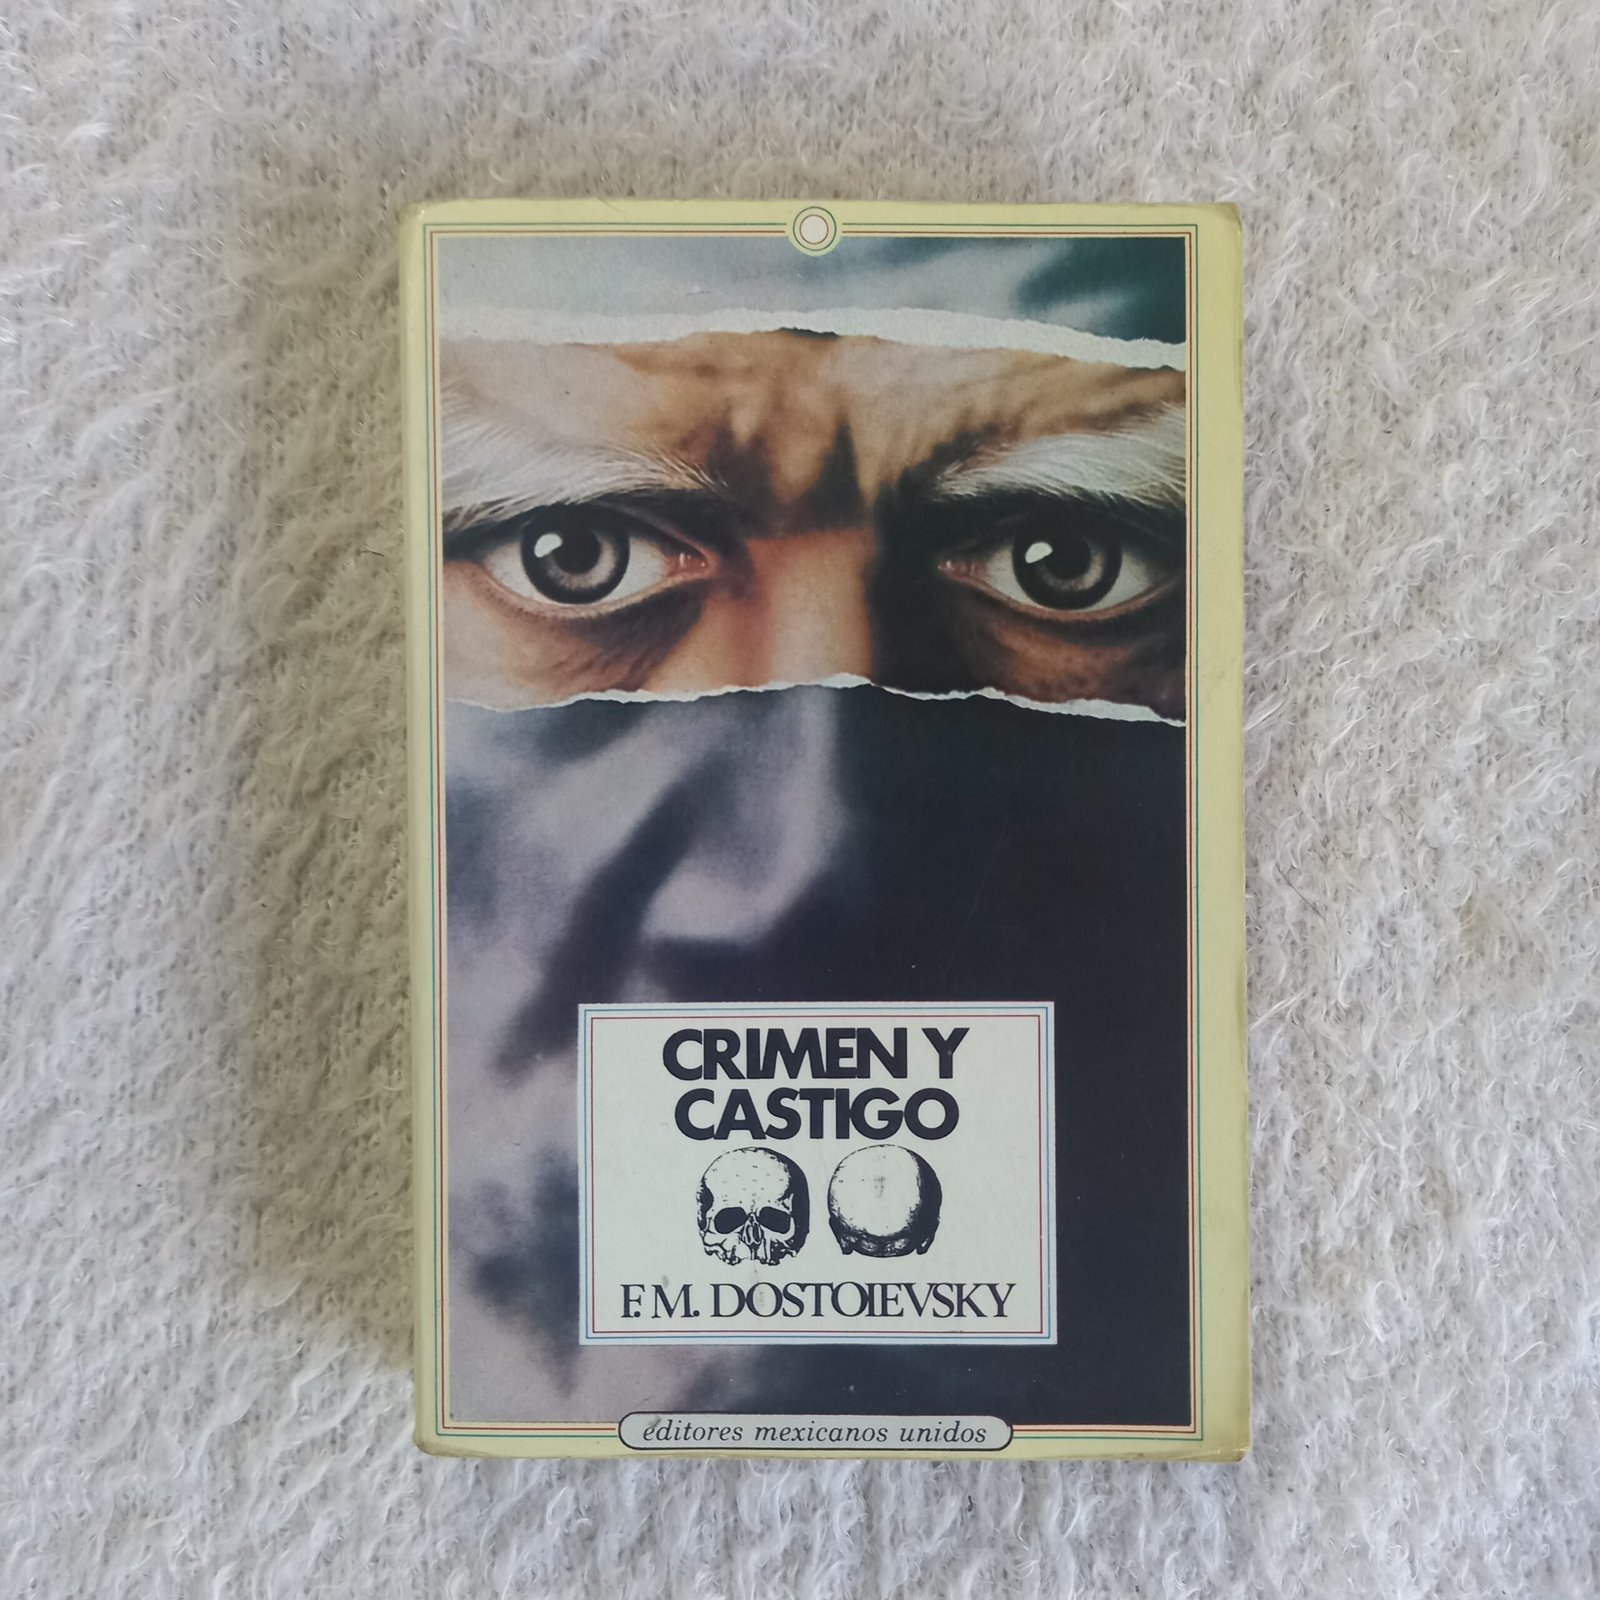 CRIMEN Y
CASTIGO
F. M. DOSTOIEVSKY
editores mexicanos unidos